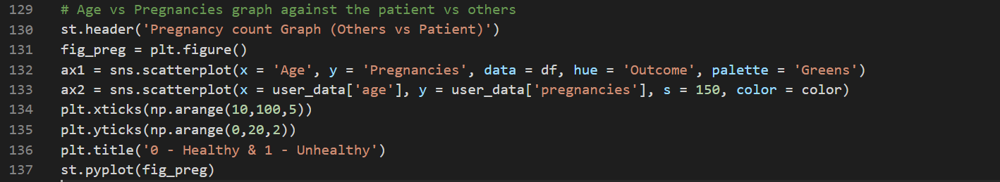 129 # Age vs Pregnancies graph against the patient vs others
130 st.header('Pregnancy count Graph (Others vs Patient)')
131 fig_preg = plt.figure()
132 ax1 = sns.scatterplot(x = 'Age', y = 'Pregnancies', data = df, hue = 'Outcome', palette = 'Greens')
133 ax2 = sns.scatterplot(x = user_data['age'], y = user_data['pregnancies'], s = 150, color = color)
134 plt.xticks(np.arange(10,100,5))
135 plt.yticks(np.arange(0,20,2))
136 plt.title('0 - Healthy & 1 - Unhealthy')
137 st.pyplot(fig_preg)